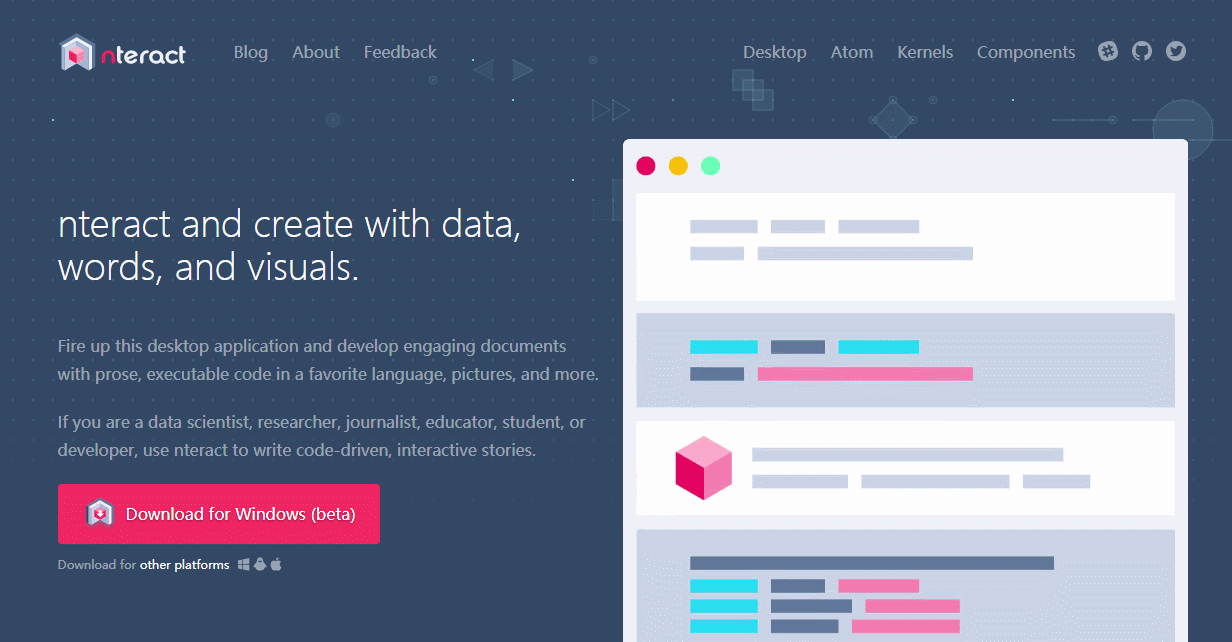 nteract
Blog About Feedback
Desktop Atom Kernels Components
nteract and create with data,
words, and visuals.
Fire up this desktop application and develop engaging documents
with prose, executable code in a favorite language, pictures, and more.
If you are a data scientist, researcher, journalist, educator, student, or
developer, use nteract to write code-driven, interactive stories.
Download for Windows (beta)
Download for other platforms